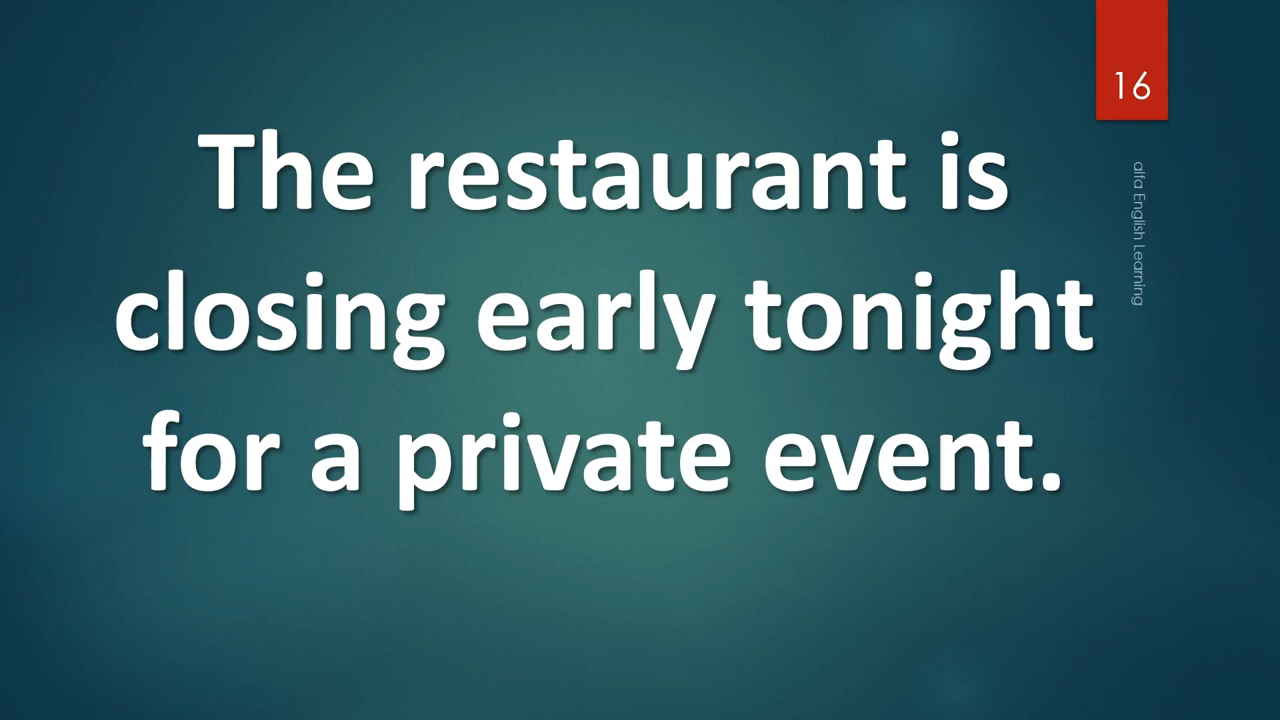 16
The restaurant is
closing early tonight
for a private event.
alfa English Learning